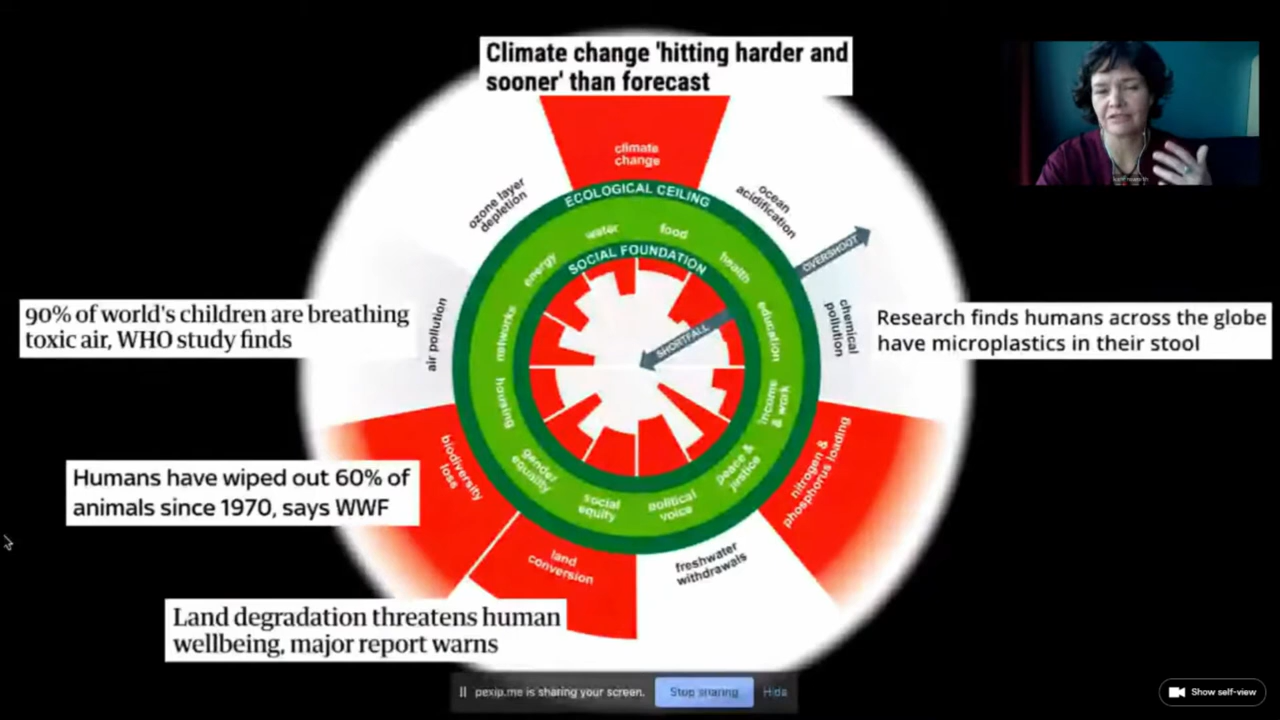 Climate change 'hitting harder and
sooner' than forecast
climate
change
ozone layer
depletion
ocean
acidification
ECOLOGICAL CEILING
OVERSHOOT
water
food
energy
health
SOCIAL FOUNDATION
90% of world's children are breathing
toxic air, WHO study finds
air pollution
networks
SHORTFALL
education
chemical
pollution
Research finds humans across the globe
have microplastics in their stool
housing
income
& work
Humans have wiped out 60% of
animals since 1970, says WWF
biodiversity
loss
gender
equality
social
equity
political
voice
peace &
justice
nitrogen &
phosphorus loading
land
conversion
freshwater
withdrawals
Land degradation threatens human
wellbeing, major report warns
pexip.me is sharing your screen.
Stop sharing
Hide
Show self-view